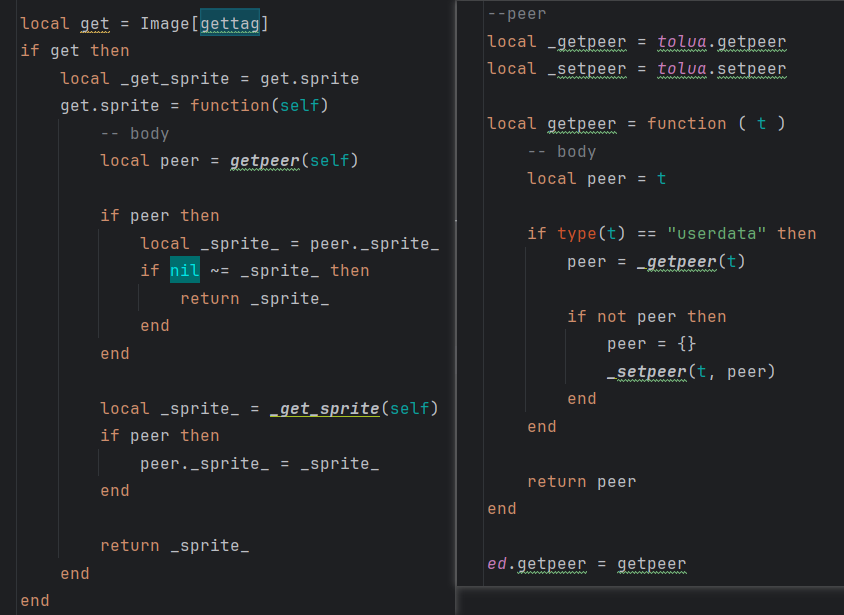 local get = Image[gettag]
if get then
    local _get_sprite = get.sprite
    get.sprite = function(self)
        -- body
        local peer = getpeer(self)

        if peer then
            local _sprite_ = peer._sprite_
            if nil ~= _sprite_ then
                return _sprite_
            end
        end

        local _sprite_ = _get_sprite(self)
        if peer then
            peer._sprite_ = _sprite_
        end

        return _sprite_
    end
end
--peer
local _getpeer = tolua.getpeer
local _setpeer = tolua.setpeer

local getpeer = function ( t )
    -- body
    local peer = t

    if type(t) == "userdata" then
        peer = _getpeer(t)

        if not peer then
            peer = {}
            _setpeer(t, peer)
        end
    end

    return peer
end

ed.getpeer = getpeer